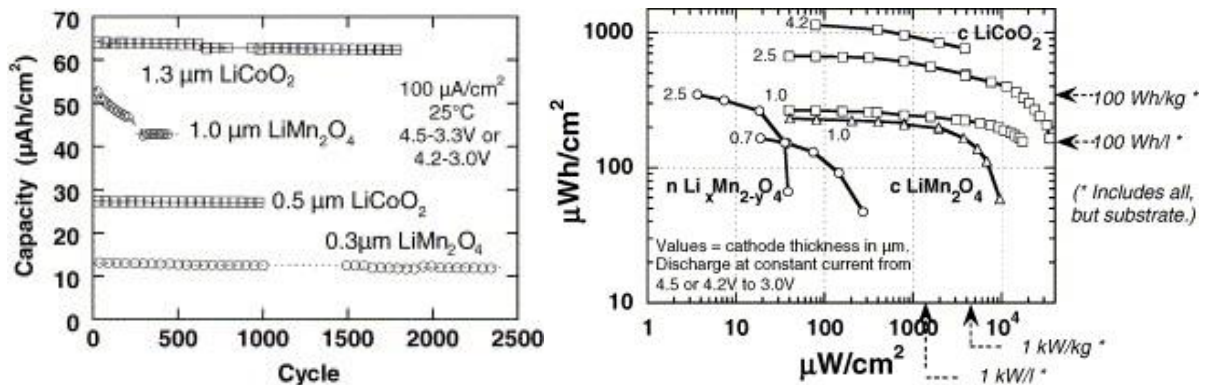 70
60
50
40
30
20
10
0
Capacity (µAh/cm²)
1.3 µm LiCoO₂
100 µA/cm²
25°C
4.5-3.3V or
4.2-3.0V
1.0 µm LiMn₂O₄
0.5 µm LiCoO₂
0.3µm LiMn₂O₄
0 500 1000 1500 2000 2500
Cycle
1000
100
10
µWh/cm²
4.2
c LiCoO₂
2.5
1.0
2.5
0.7
1.0
n LiₓMn₂₋yO₄
c LiMn₂O₄
Values = cathode thickness in µm.
Discharge at constant current from
4.5 or 4.2V to 3.0V
100 Wh/kg *
100 Wh/l *
(* Includes all,
but substrate.)
1 10 100 1000 10⁴
µW/cm²
1 kW/kg *
1 kW/l *